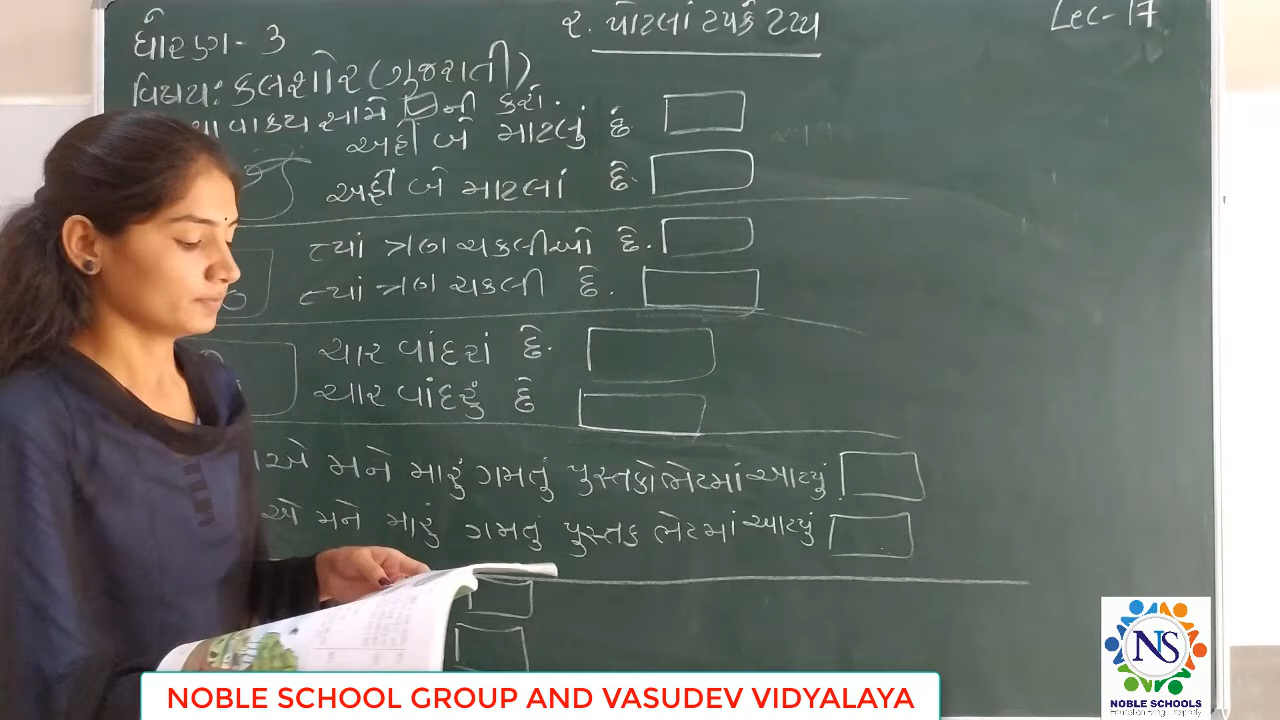 ધોરણ - 3
૨. પોટલાં ટપકે ટપ્પ
Lec-17
વિષય: કલશોર (ગુજરાતી)
વાક્ય સામે ની કરો.
અહીં બે માટલું છે
અહીં બે માટલાં છે.
ત્યાં ત્રણ ચકલીઓ છે.
ત્યાં ત્રણ ચકલી છે.
ચાર વાંદરાં છે.
ચાર વાંદરું છે
મને મારું ગમતું પુસ્તકો ભેટમાં આપ્યું
મને મારું ગમતું પુસ્તક ભેટમાં આપ્યું
NS
NOBLE SCHOOLS
NOBLE SCHOOL GROUP AND VASUDEV VIDYALAYA